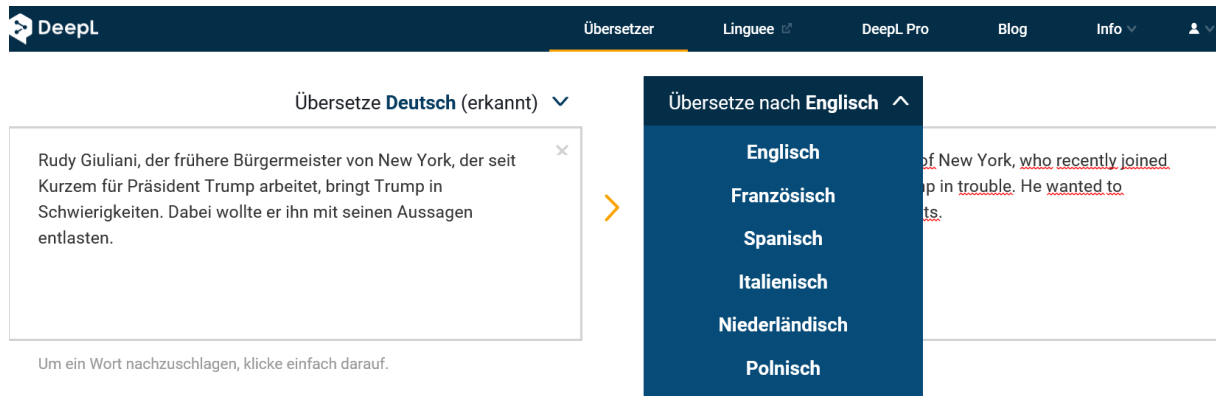 DeepL
Übersetzer
Linguee
DeepL Pro
Blog
Info
Übersetze Deutsch (erkannt)
Übersetze nach Englisch
Rudy Giuliani, der frühere Bürgermeister von New York, der seit
Kurzem für Präsident Trump arbeitet, bringt Trump in
Schwierigkeiten. Dabei wollte er ihn mit seinen Aussagen
entlasten.
Um ein Wort nachzuschlagen, klicke einfach darauf.
Englisch
Französisch
Spanisch
Italienisch
Niederländisch
Polnisch
of New York, who recently joined
in trouble. He wanted to